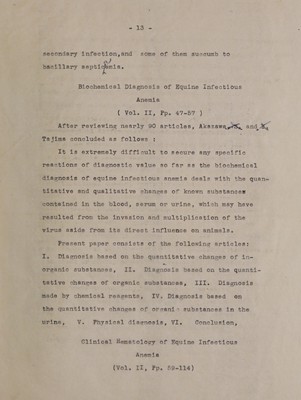 - 13 -
secondary infection,and some of them succumb to
bacillary septicemia.
Biochemical Diagnosis of Equine Infectious
Anemia
( Vol. II, Pp. 47-87 )
After reviewing nearly 90 articles, Akazawa, and
Tajima concluded as follows :
It is extremely difficult to secure any specific
reactions of diagnostic value so far as the biochemical
diagnosis of equine infectious anemia deals with the quan-
titative and qualitative changes of known substances
contained in the blood, serum or urine, which may have
resulted from the invasion and multiplication of the
virus aside from its direct influence on animals.
Present paper consists of the following articles:
I. Diagnosis based on the quantitative changes of in-
organic substances, II. Diagnosis based on the quanti-
tative changes of organic substances, III. Diagnosis
made by chemical reagents, IV. Diagnosis based on
the quantitative changes of organic substances in the
urine, V. Physical diagnosis, VI. Conclusion,
Clinical Hematology of Equine Infectious
Anemia
(Vol. II, Pp. 88-114)